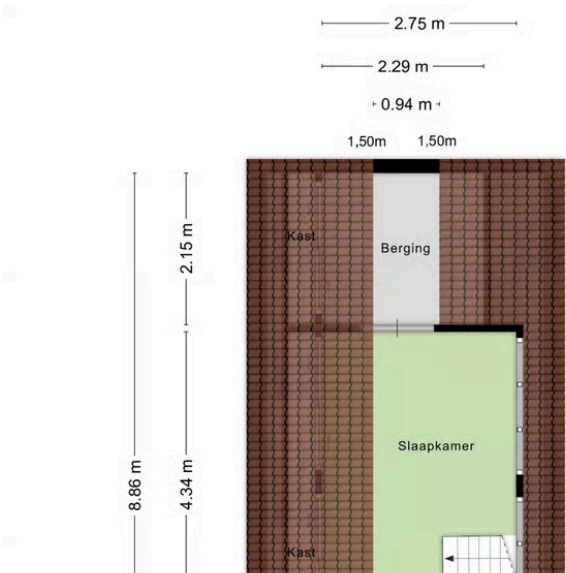 2.75 m
2.29 m
0.94 m
1,50m 1,50m
2.15 m
Kast
Berging
Slaapkamer
8.86 m
4.34 m
Kast